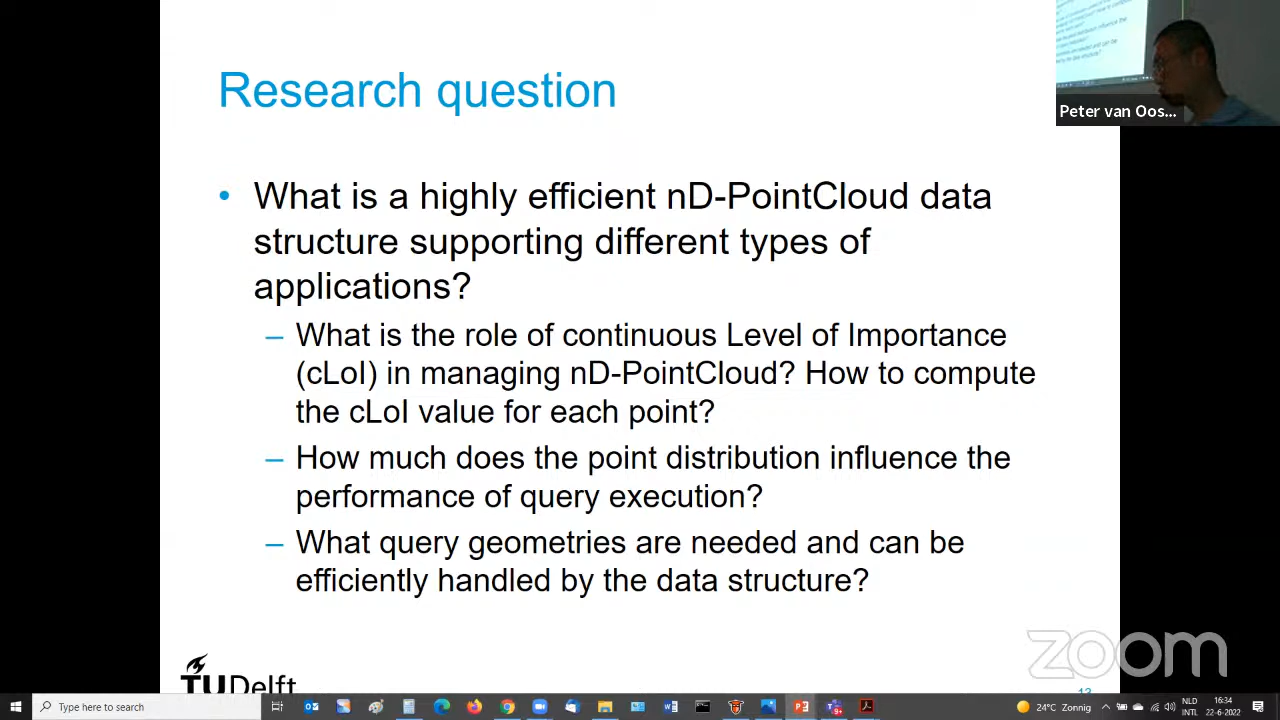 Research question
Peter van Oos...
• What is a highly efficient nD-PointCloud data
structure supporting different types of
applications?
– What is the role of continuous Level of Importance
(cLoI) in managing nD-PointCloud? How to compute
the cLoI value for each point?
– How much does the point distribution influence the
performance of query execution?
– What query geometries are needed and can be
efficiently handled by the data structure?
zoom
TUDelft
13
Type here to search
24°C Zonnig
NLD
INTL
16:34
22-6-2022